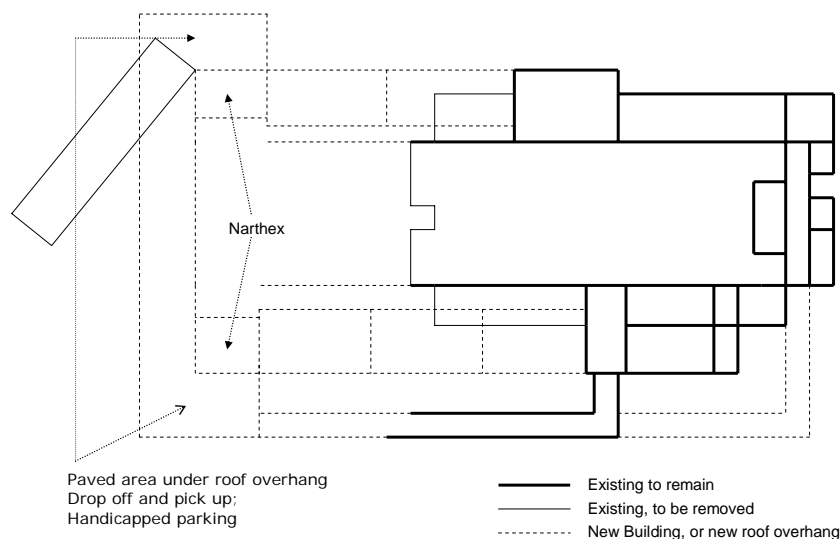 Narthex
Paved area under roof overhang
Drop off and pick up;
Handicapped parking
Existing to remain
Existing, to be removed
New Building, or new roof overhang